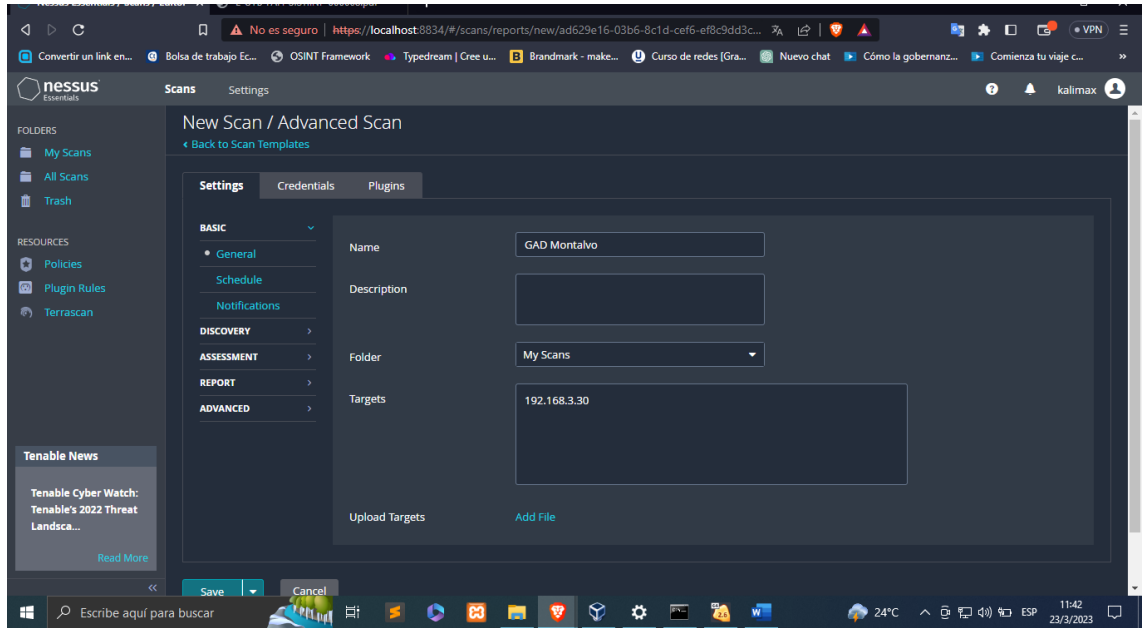 No es seguro | https://localhost:8834/#/scans/reports/new/ad629e16-03b6-8c1d-cef6-ef8c9dd3c...
VPN
Convertir un link en...
Bolsa de trabajo Ec...
OSINT Framework
Typedream | Cree u...
Brandmark - make...
Curso de redes [Gra...
Nuevo chat
Cómo la gobernanz...
Comienza tu viaje c...
»
nessus
Essentials
Scans
Settings
kalimax
FOLDERS
My Scans
All Scans
Trash
RESOURCES
Policies
Plugin Rules
Terrascan
Tenable News
Tenable Cyber Watch:
Tenable's 2022 Threat
Landsca...
Read More
New Scan / Advanced Scan
Back to Scan Templates
Settings
Credentials
Plugins
BASIC
General
Schedule
Notifications
DISCOVERY
ASSESSMENT
REPORT
ADVANCED
Name
GAD Montalvo
Description
Folder
My Scans
Targets
192.168.3.30
Upload Targets
Add File
Save
Cancel
Escribe aquí para buscar
24°C
ESP
11:42
23/3/2023